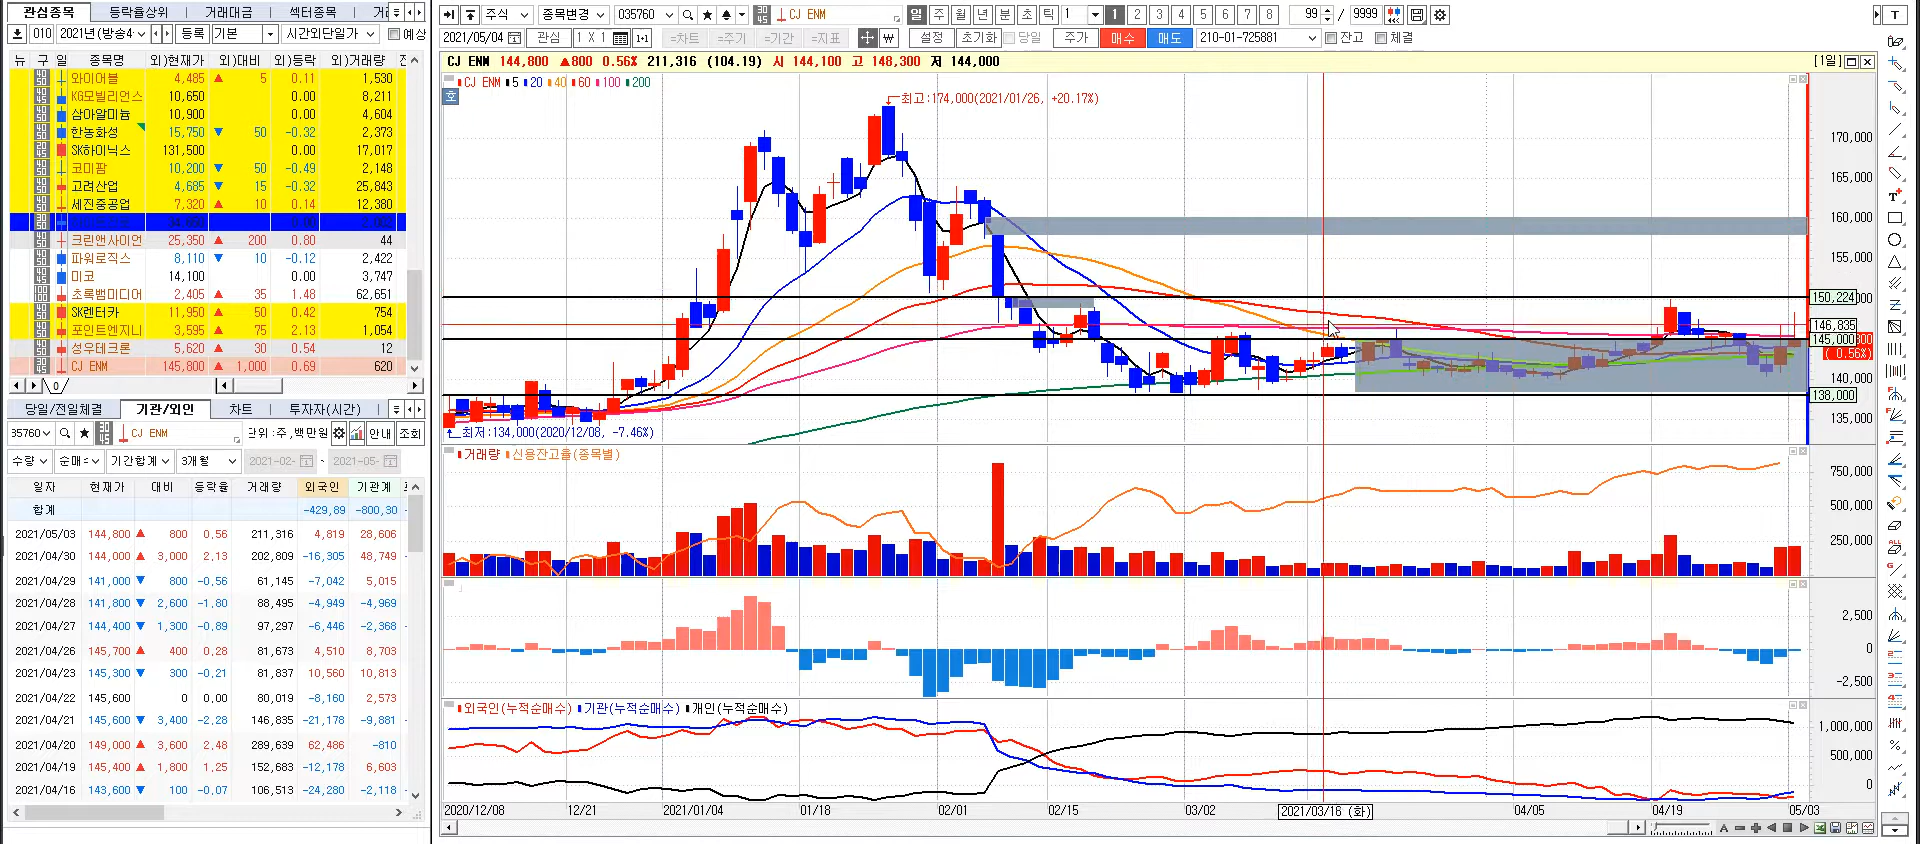 관심종목 등락율상위 거래대금 섹터종목
010 2021년(방송4 등록 기본 시간외단일가 예상
뉴 구 일 종목명 외)현재가 외)대비 외)등락 외)거래량
와이어블 4,485 ▲ 5 0.11 1,530
KG모빌리언스 10,650 0.00 8,211
삼아알미늄 10,900 0.00 4,604
한농화성 15,750 ▼ 50 -0.32 2,373
SK하이닉스 131,500 0.00 17,017
코미팜 10,200 ▼ 50 -0.49 2,148
고려산업 4,685 ▼ 15 -0.32 25,843
세진중공업 7,320 ▲ 10 0.14 12,380
크린앤사이언 25,350 ▲ 200 0.80 44
파워로직스 8,110 ▼ 10 -0.12 2,422
미코 14,100 0.00 3,747
초록뱀미디어 2,405 ▲ 35 1.48 62,651
SK렌터카 11,950 ▲ 50 0.42 754
포인트엔지니 3,595 ▲ 75 2.13 1,054
성우테크론 5,620 ▲ 30 0.54 12
CJ ENM 145,800 ▲ 1,000 0.69 620
당일/전일체결 기관/외인 차트 투자자(시간)
35760 CJ ENM 단위:주,백만원 안내 조회
수량 순매수 기간합계 3개월 2021-02- ~ 2021-05-
일자 현재가 대비 등락율 거래량 외국인 기관계
합계 -429,89 -800,30
2021/05/03 144,800 ▲ 800 0.56 211,316 4,819 28,606
2021/04/30 144,000 ▲ 3,000 2.13 202,809 -16,305 48,749
2021/04/29 141,000 ▼ 800 -0.56 61,145 -7,042 5,015
2021/04/28 141,800 ▼ 2,600 -1.80 88,495 -4,949 -4,969
2021/04/27 144,400 ▼ 1,300 -0.89 97,297 -6,446 -2,368
2021/04/26 145,700 ▲ 400 0.28 81,673 4,510 8,703
2021/04/23 145,300 ▼ 300 -0.21 81,837 10,560 10,813
2021/04/22 145,600 0 0.00 80,019 -8,160 2,573
2021/04/21 145,600 ▼ 3,400 -2.28 146,835 -21,178 -9,881
2021/04/20 149,000 ▲ 3,600 2.48 289,639 62,486 -810
2021/04/19 145,400 ▲ 1,800 1.25 152,683 -12,178 6,603
2021/04/16 143,600 ▼ 100 -0.07 106,513 -24,280 -2,118
주식 종목변경 035760 CJ ENM 일 주 월 년 분 초 틱 1 1 2 3 4 5 6 7 8 99 / 9999
2021/05/04 관심 1 X 1 =차트 =주기 =기간 =지표 ₩ 설정 초기화 당일 주가 매수 매도 210-01-725881 잔고 체결
CJ ENM 144,800 ▲800 0.56% 211,316 (104.19) 시 144,100 고 148,300 저 144,000 [1일]
CJ ENM 5 20 40 60 100 200
호
최고:174,000(2021/01/26, +20.17%)
170,000
165,000
160,000
155,000
150,224
146,835
145,000
( 0.56%)
140,000
138,000
135,000
최저:134,000(2020/12/08, -7.46%)
거래량 신용잔고율(종목별)
750,000
500,000
250,000
2,500
0
-2,500
외국인(누적순매수) 기관(누적순매수) 개인(누적순매수)
1,000,000
500,000
0
2020/12/08 12/21 2021/01/04 01/18 02/01 02/15 03/02 2021/03/16 (화) 04/05 04/19 05/03